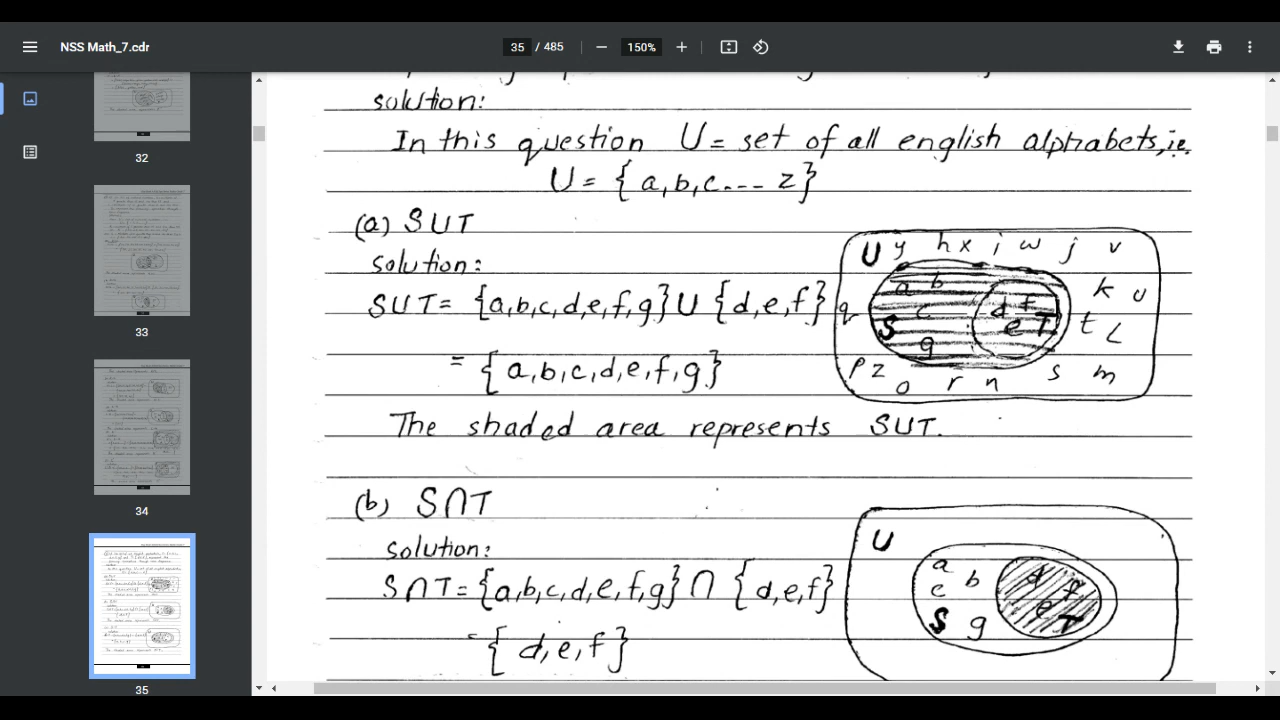 NSS Math_7.cdr
35 / 485
150%
32
33
34
35
solution:
In this question U = set of all english alphabets, i.e.
U = { a, b, c --- z }
(a) SUT
solution:
SUT = {a, b, c, d, e, f, g} U {d, e, f}
= {a, b, c, d, e, f, g}
The shaded area represents SUT.
U y h x i w j v
a b k u
q c d f t L
S g e T
p z o r n s m
(b) S∩T
solution:
S∩T = {a, b, c, d, e, f, g} ∩ {d, e, f}
= {d, e, f}
U
a b d f
c e
S g T